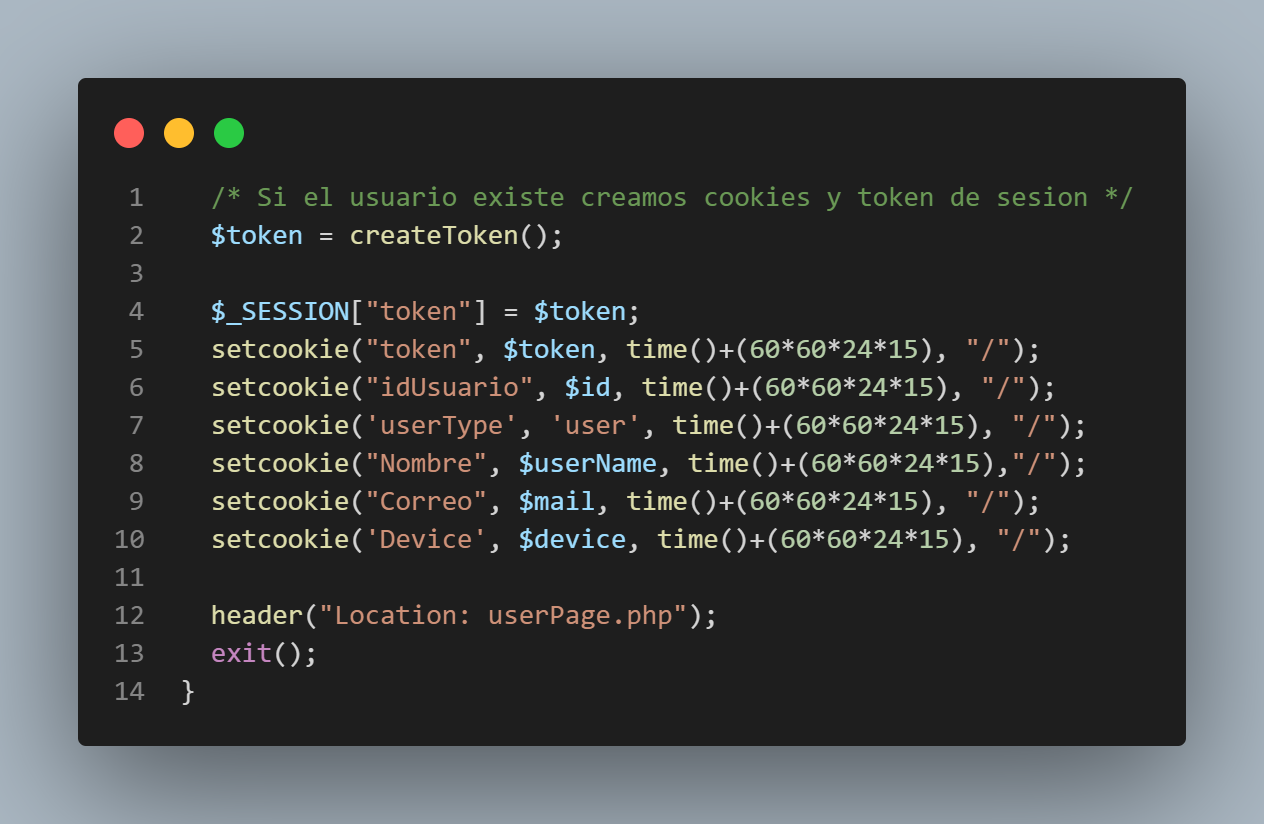 1 /* Si el usuario existe creamos cookies y token de sesion */
2 $token = createToken();
3
4 $_SESSION["token"] = $token;
5 setcookie("token", $token, time()+(60*60*24*15), "/");
6 setcookie("idUsuario", $id, time()+(60*60*24*15), "/");
7 setcookie('userType', 'user', time()+(60*60*24*15), "/");
8 setcookie("Nombre", $userName, time()+(60*60*24*15),"/");
9 setcookie("Correo", $mail, time()+(60*60*24*15), "/");
10 setcookie('Device', $device, time()+(60*60*24*15), "/");
11
12 header("Location: userPage.php");
13 exit();
14 }